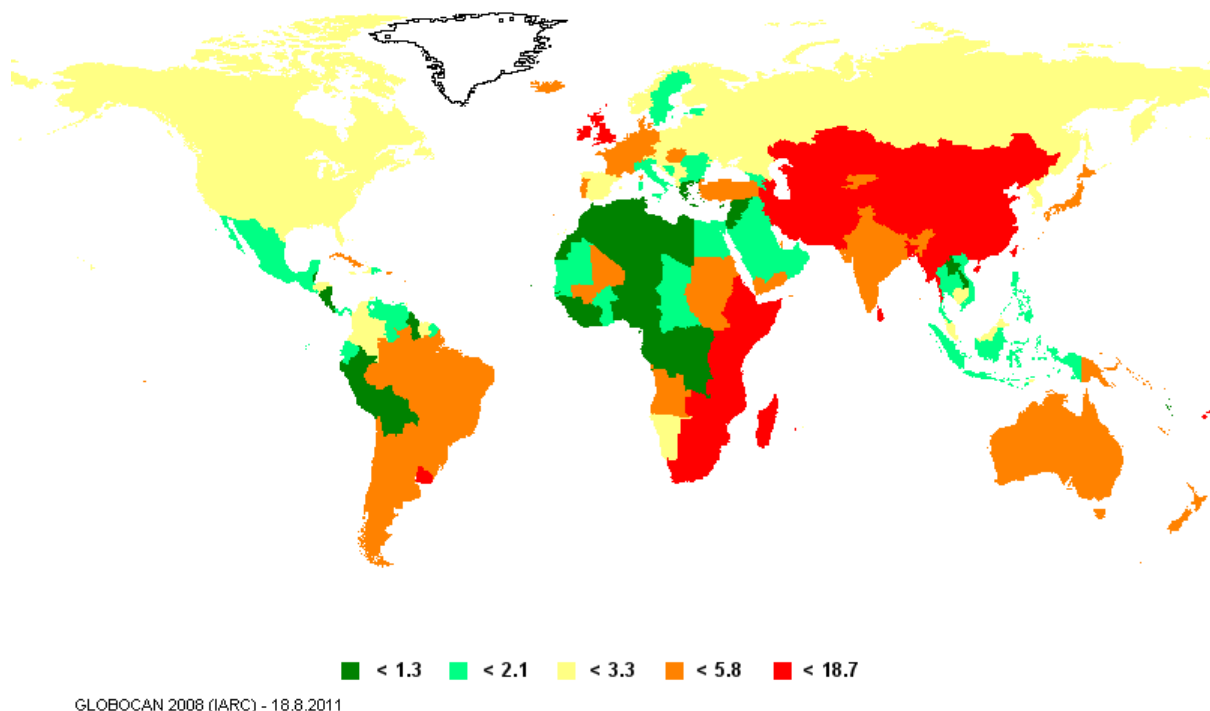 < 1.3 < 2.1 < 3.3 < 5.8 < 18.7
GLOBOCAN 2008 (IARC) - 18.8.2011